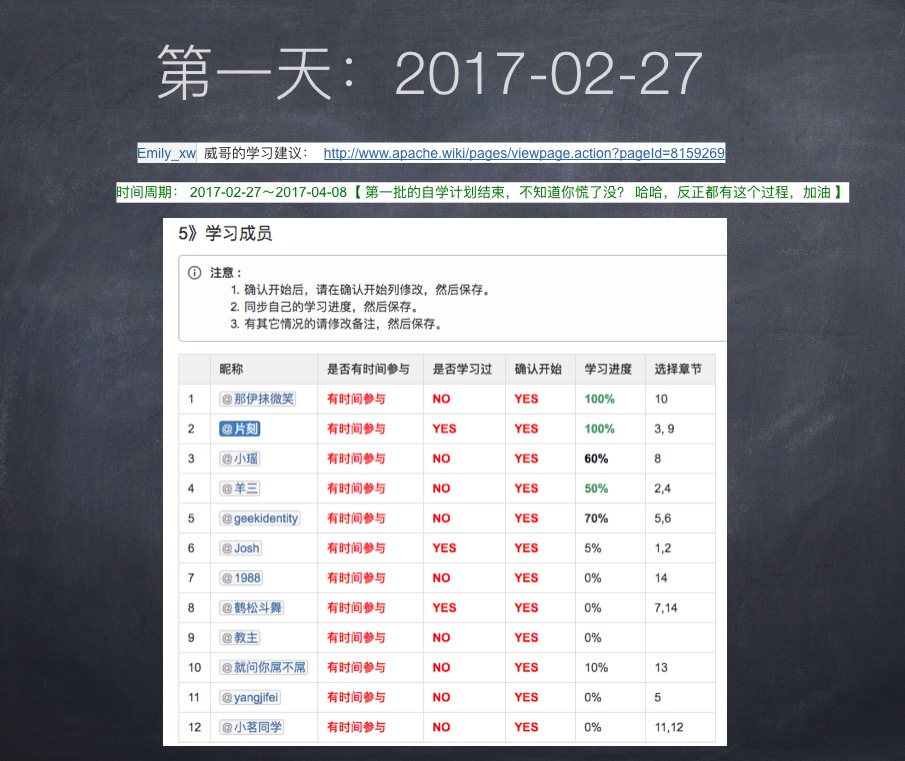 第一天：2017-02-27
Emily_xw 威哥的学习建议： http://www.apache.wiki/pages/viewpage.action?pageId=8159269
时间周期： 2017-02-27～2017-04-08【 第一批的自学计划结束，不知道你慌了没？ 哈哈，反正都有这个过程，加油 】
5》学习成员
注意：
1. 确认开始后，请在确认开始列修改，然后保存。
2. 同步自己的学习进度，然后保存。
3. 有其它情况的请修改备注，然后保存。
昵称 是否有时间参与 是否学习过 确认开始 学习进度 选择章节
1 @那伊抹微笑 有时间参与 NO YES 100% 10
2 @片刻 有时间参与 YES YES 100% 3, 9
3 @小瑶 有时间参与 NO YES 60% 8
4 @羊三 有时间参与 NO YES 50% 2,4
5 @geekidentity 有时间参与 NO YES 70% 5,6
6 @Josh 有时间参与 YES YES 5% 1,2
7 @1988 有时间参与 NO YES 0% 14
8 @鹤松斗舞 有时间参与 YES YES 0% 7,14
9 @教主 有时间参与 NO YES 0%
10 @就问你屌不屌 有时间参与 NO YES 10% 13
11 @yangjifei 有时间参与 NO YES 0% 5
12 @小茗同学 有时间参与 NO YES 0% 11,12